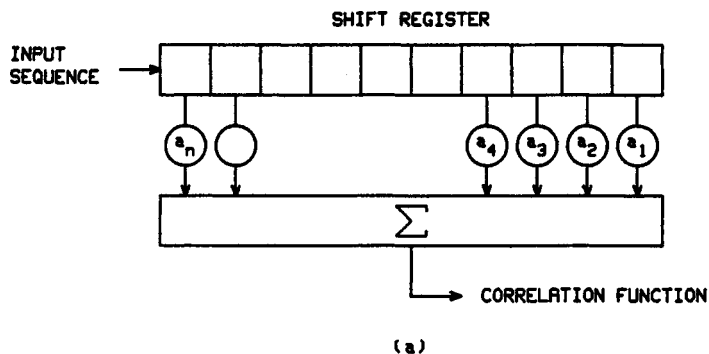 SHIFT REGISTER
INPUT
SEQUENCE
aₙ a₄ a₃ a₂ a₁
Σ
CORRELATION FUNCTION
(a)